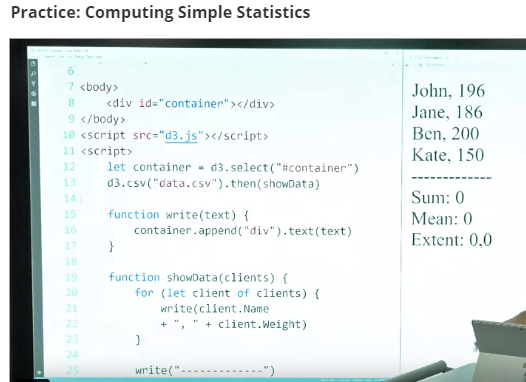 Practice: Computing Simple Statistics
6
7 <body>
8 <div id="container"></div>
9 </body>
10 <script src="d3.js"></script>
11 <script>
12 let container = d3.select("#container")
13 d3.csv("data.csv").then(showData)
14
15 function write(text) {
16 container.append("div").text(text)
17 }
18
19 function showData(clients) {
20 for (let client of clients) {
21 write(client.Name
22 + ", " + client.Weight)
23 }
24
25 write("-------------")
John, 196
Jane, 186
Ben, 200
Kate, 150
-------------
Sum: 0
Mean: 0
Extent: 0,0